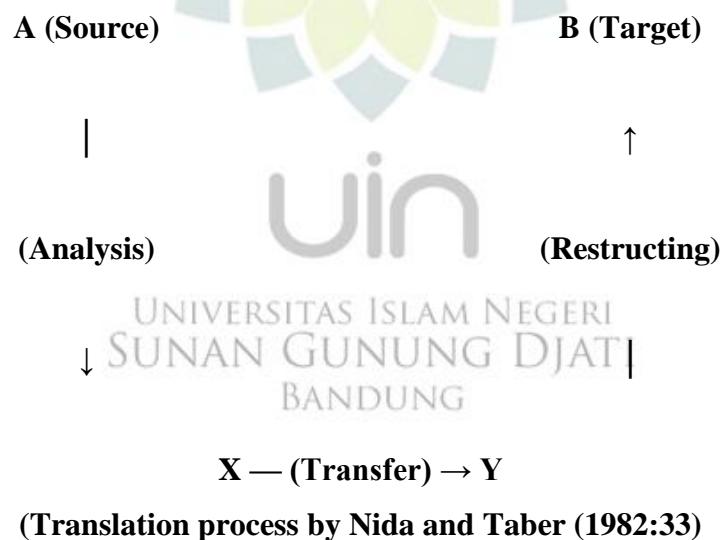 A (Source) B (Target)
| ↑
uin
(Analysis) (Restructing)
UNIVERSITAS ISLAM NEGERI
↓ SUNAN GUNUNG DJATI |
BANDUNG
X — (Transfer) → Y
(Translation process by Nida and Taber (1982:33)